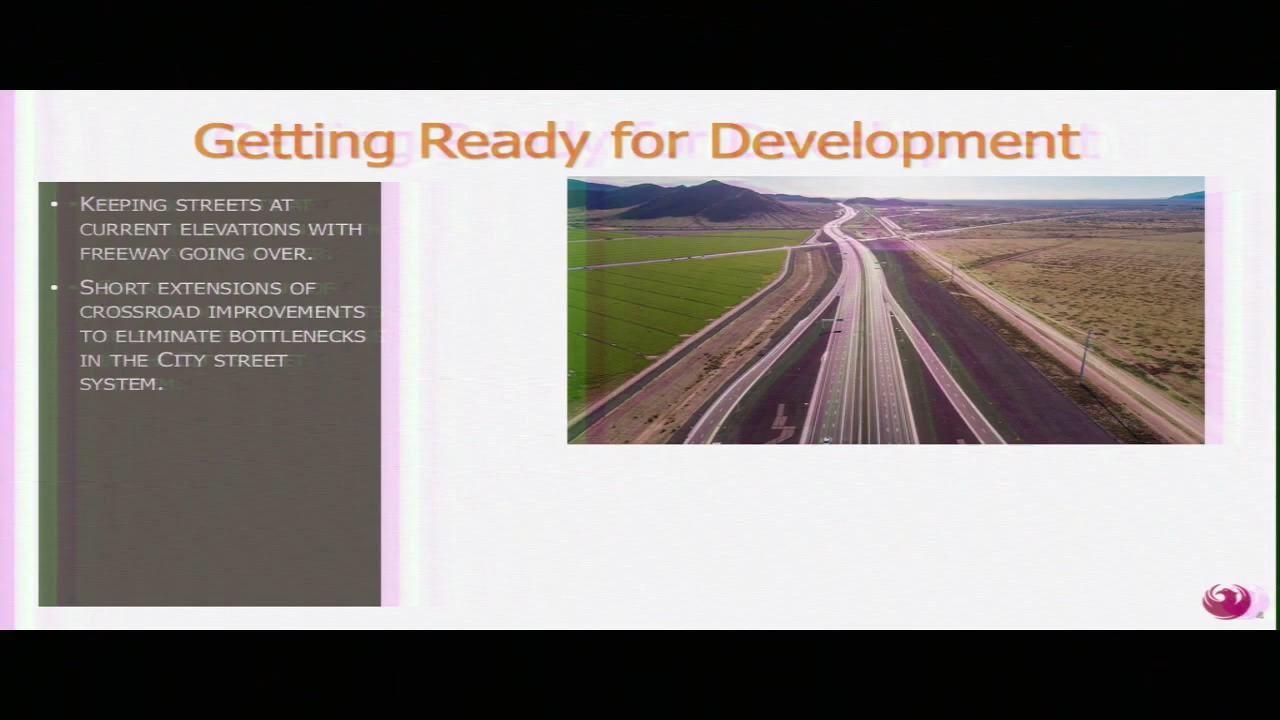 Getting Ready for Development
• Keeping streets at
current elevations with
freeway going over.
• Short extensions of
crossroad improvements
to eliminate bottlenecks
in the City street
system.
4